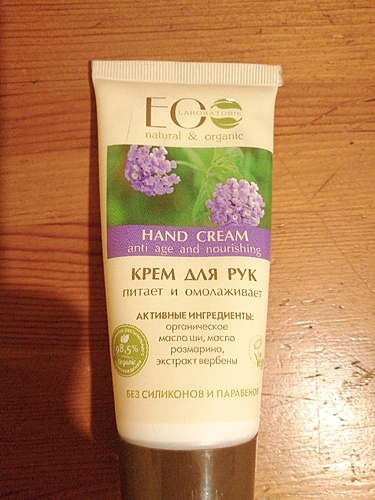 EO LABORATORIE
natural & organic
HAND CREAM
anti age and nourishing
КРЕМ ДЛЯ РУК
питает и омолаживает
АКТИВНЫЕ ИНГРЕДИЕНТЫ:
органическое
масло ши, масло
розмарина,
экстракт вербены
98,5%
Organic
БЕЗ СИЛИКОНОВ И ПАРАБЕНОВ